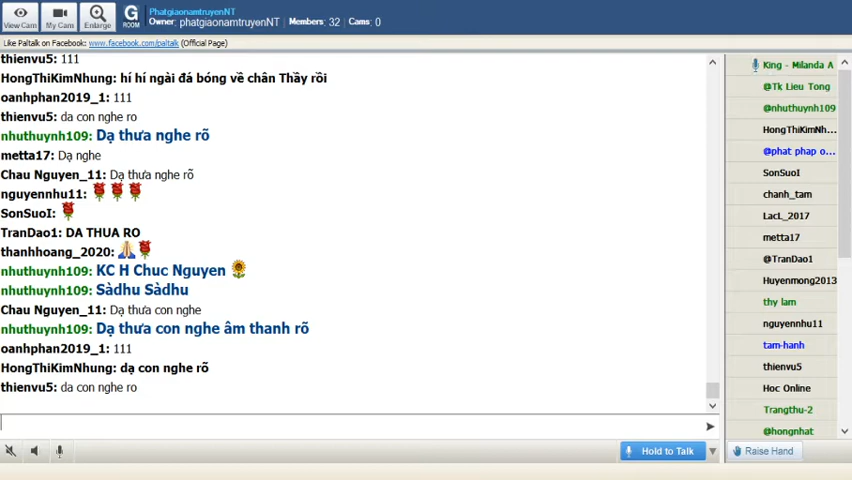 View Cam
My Cam
Enlarge
G
ROOM
PhatgiaonamtruyenNT
Owner: phatgiaonamtruyenNT Members: 32 Cams: 0
Like Paltalk on Facebook: www.facebook.com/paltalk (Official Page)
thienvu5: 111
HongThiKimNhung: hí hí ngài đá bóng về chân Thầy rồi
oanhphan2019_1: 111
thienvu5: da con nghe ro
nhuthuynh109: Dạ thưa nghe rõ
metta17: Dạ nghe
Chau Nguyen_11: Dạ thưa nghe rõ
nguyennhu11:
SonSuoI:
TranDao1: DA THUA RO
thanhhoang_2020:
nhuthuynh109: KC H Chuc Nguyen
nhuthuynh109: Sàdhu Sàdhu
Chau Nguyen_11: Dạ thưa con nghe
nhuthuynh109: Dạ thưa con nghe âm thanh rõ
oanhphan2019_1: 111
HongThiKimNhung: dạ con nghe rõ
thienvu5: da con nghe ro
Hold to Talk
King - Milanda A
@Tk Lieu Tong
@nhuthuynh109
HongThiKimNh...
@phat phap o...
SonSuoI
chanh_tam
LacL_2017
metta17
@TranDao1
Huyenmong2013
thy lam
nguyennhu11
tam-hanh
thienvu5
Hoc Online
Trangthu-2
@hongnhat
Raise Hand